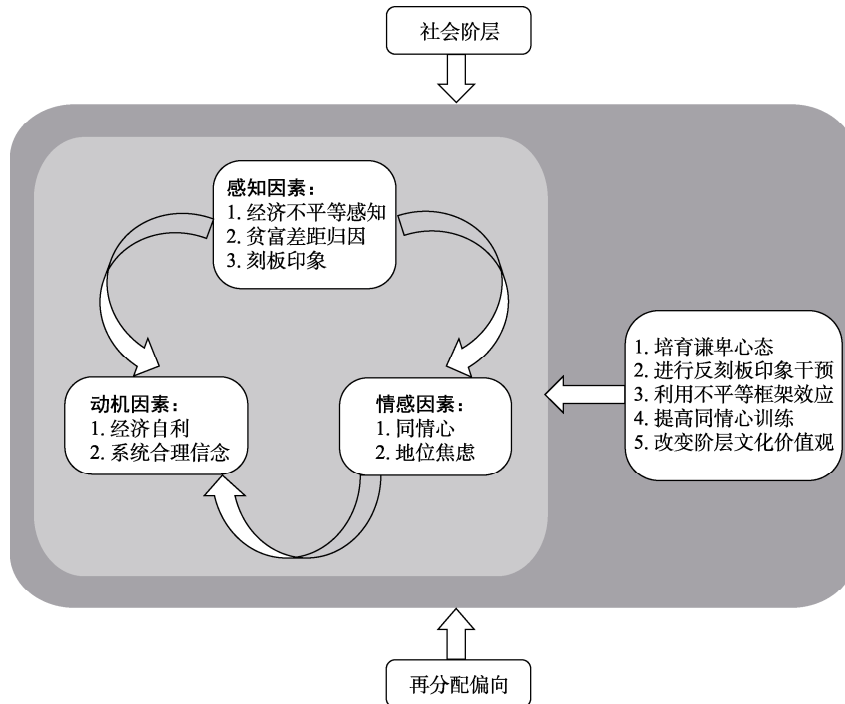 社会阶层
感知因素：
1. 经济不平等感知
2. 贫富差距归因
3. 刻板印象
动机因素：
1. 经济自利
2. 系统合理信念
情感因素：
1. 同情心
2. 地位焦虑
1. 培育谦卑心态
2. 进行反刻板印象干预
3. 利用不平等框架效应
4. 提高同情心训练
5. 改变阶层文化价值观
再分配偏向